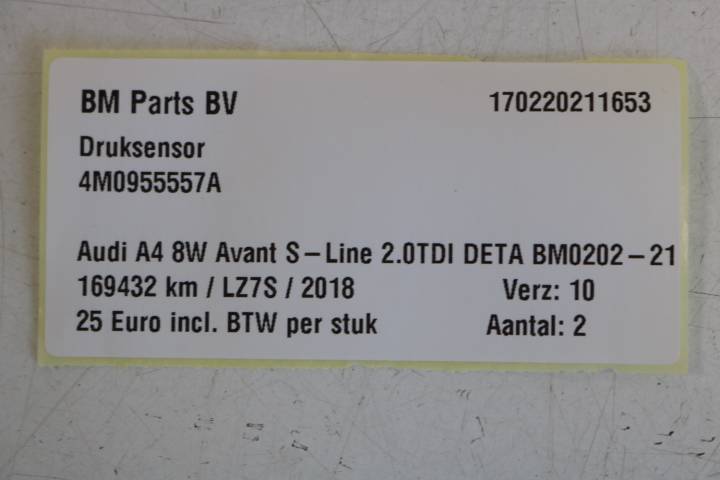 BM Parts BV 170220211653
Druksensor
4M0955557A
Audi A4 8W Avant S-Line 2.0TDI DETA BM0202-21
169432 km / LZ7S / 2018 Verz: 10
25 Euro incl. BTW per stuk Aantal: 2